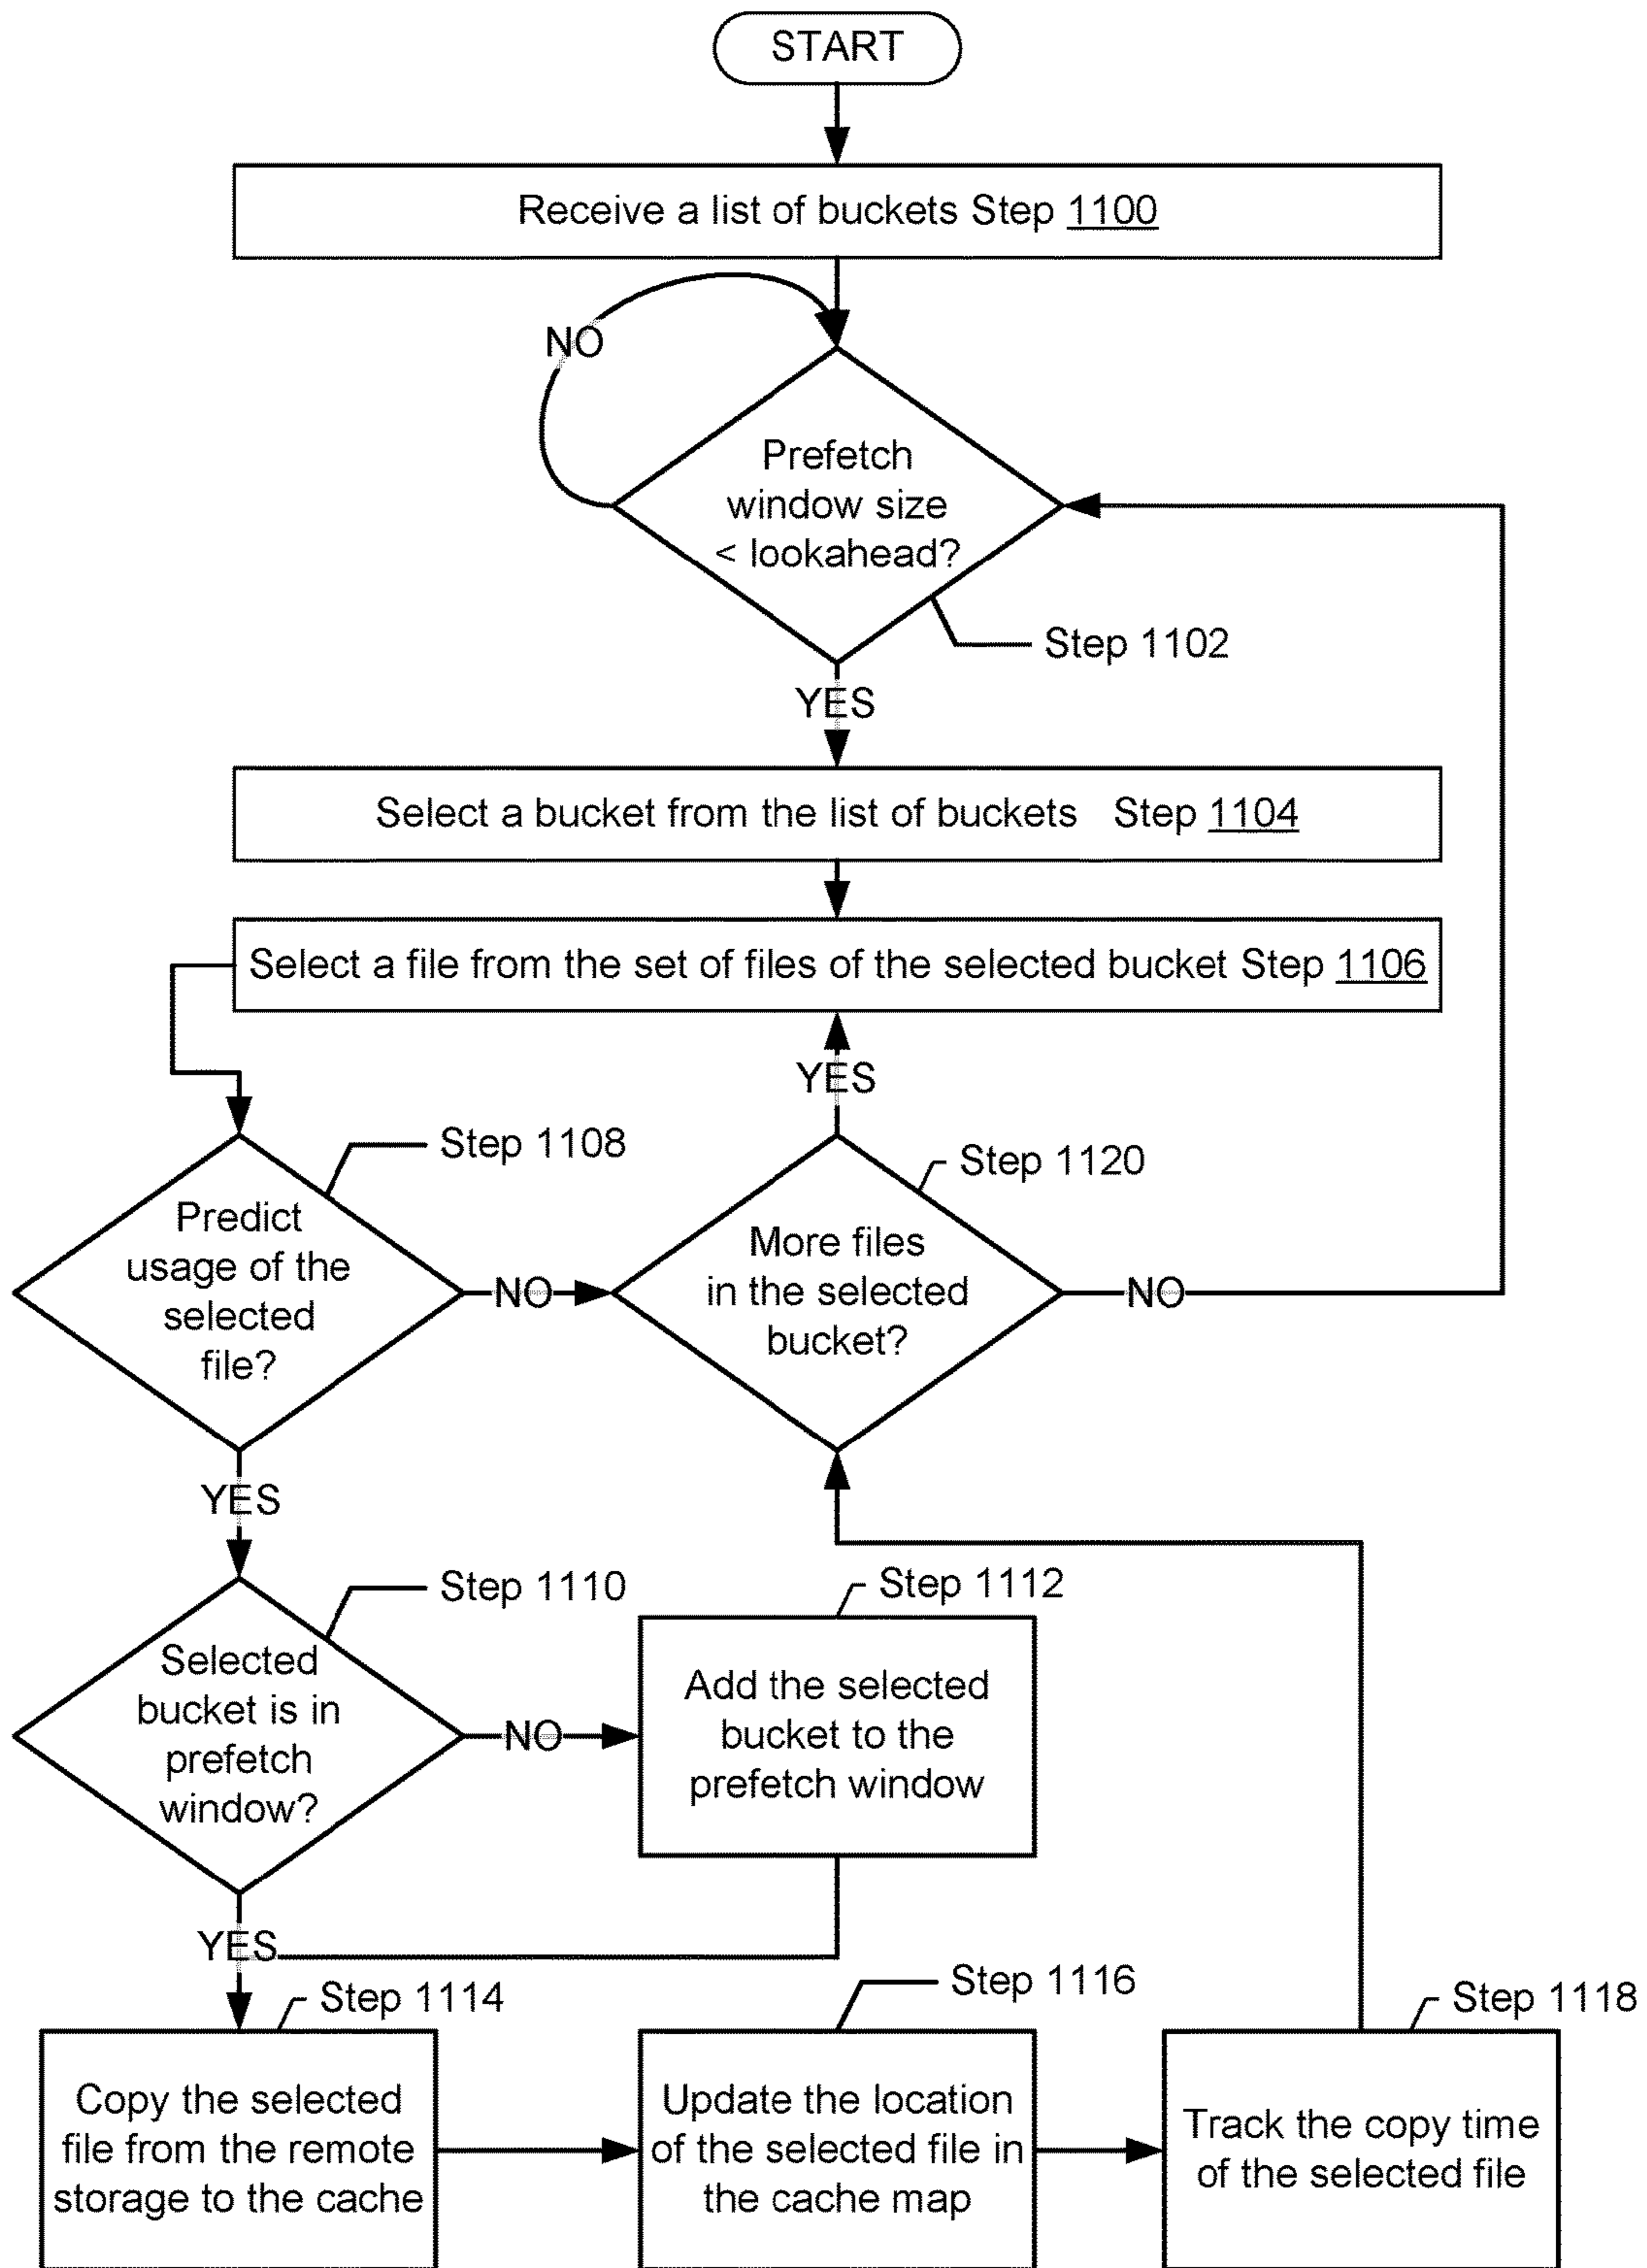 START
Receive a list of buckets Step 1100
NO
Prefetch
window size
< lookahead?
Step 1102
YES
Select a bucket from the list of buckets Step 1104
Select a file from the set of files of the selected bucket Step 1106
YES
Step 1108
Step 1120
Predict
usage of the
selected
file?
NO
More files
in the selected
bucket?
NO
YES
Step 1110
Step 1112
Selected
bucket is in
prefetch
window?
NO
Add the selected
bucket to the
prefetch window
YES
Step 1114
Step 1116
Step 1118
Copy the selected
file from the remote
storage to the cache
Update the location
of the selected file in
the cache map
Track the copy time
of the selected file